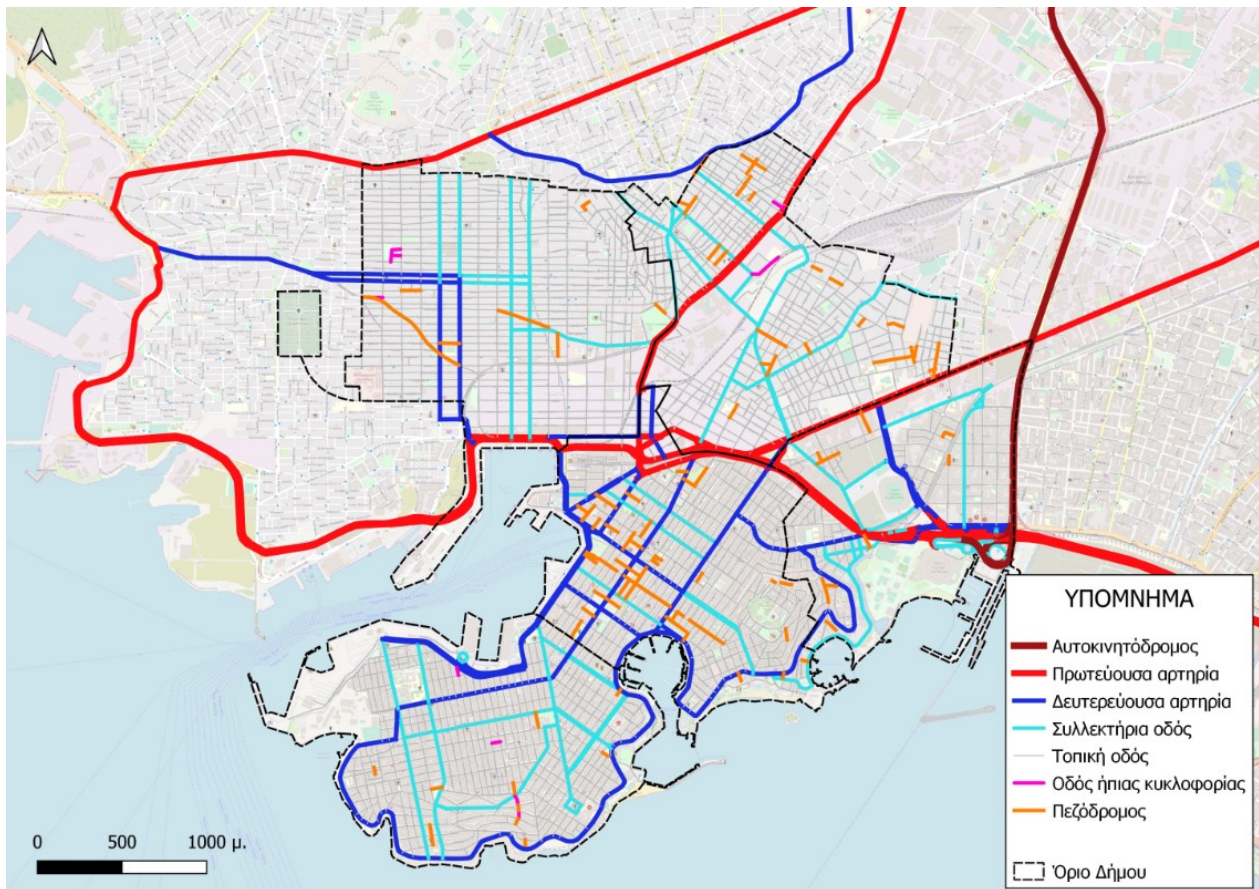 ΥΠΟΜΝΗΜΑ
Αυτοκινητόδρομος
Πρωτεύουσα αρτηρία
Δευτερεύουσα αρτηρία
Συλλεκτήρια οδός
Τοπική οδός
Οδός ήπιας κυκλοφορίας
Πεζόδρομος
Όριο Δήμου
0 500 1000 μ.